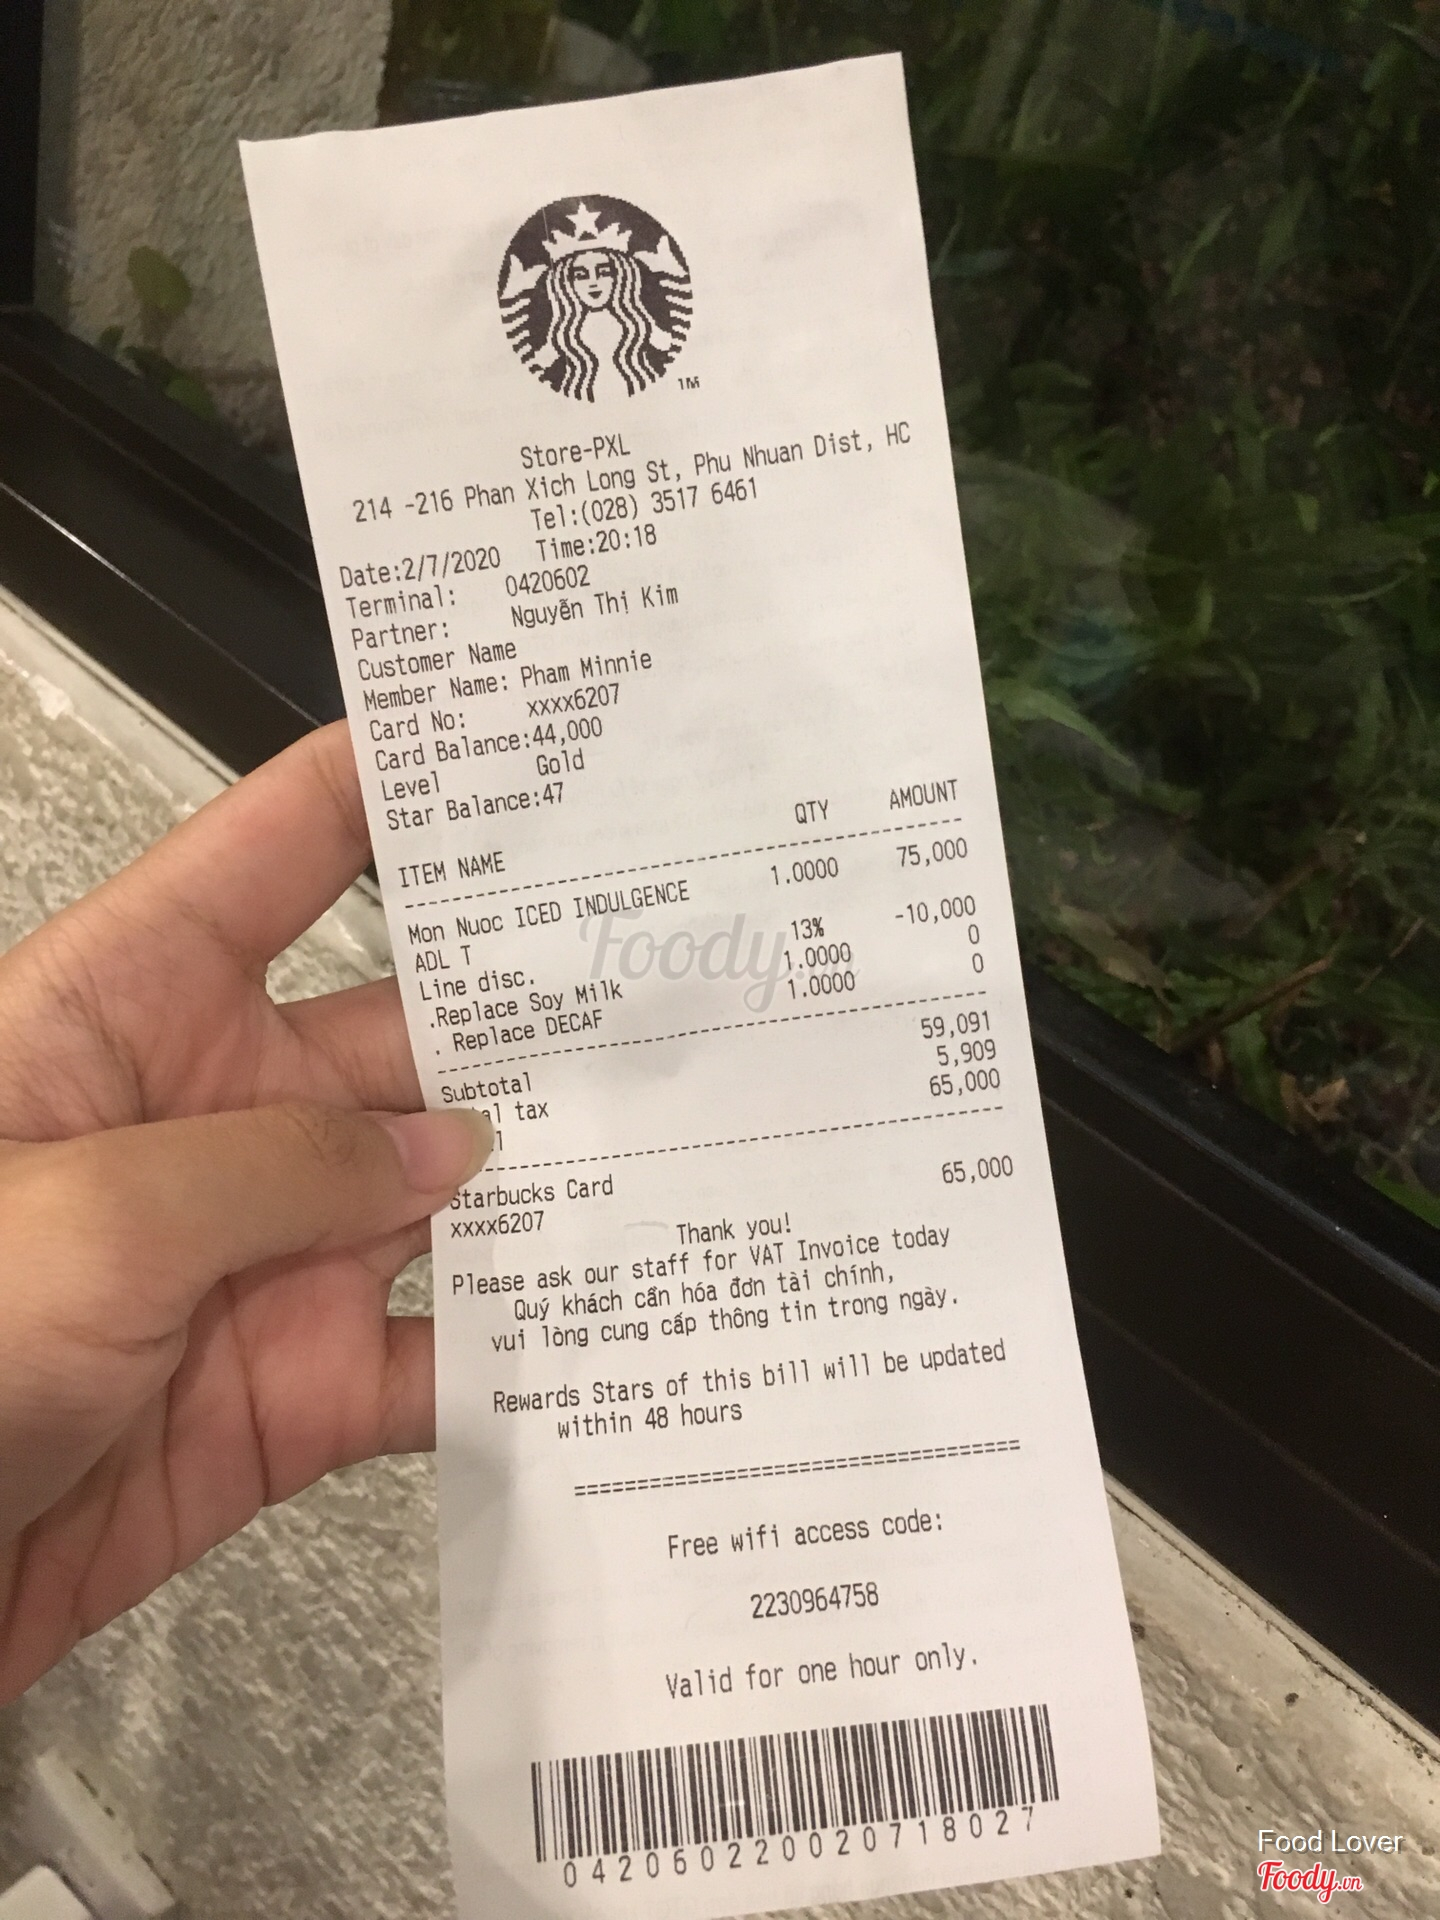 Store-PXL
214 -216 Phan Xich Long St, Phu Nhuan Dist, HC
Tel:(028) 3517 6461
Date:2/7/2020 Time:20:18
Terminal: 0420602
Partner: Nguyễn Thị Kim
Customer Name
Member Name: Pham Minnie
Card No: xxxx6207
Card Balance:44,000
Level Gold
Star Balance:47
ITEM NAME QTY AMOUNT
Mon Nuoc ICED INDULGENCE 1.0000 75,000
ADL T
Line disc. 13% -10,000
.Replace Soy Milk 1.0000 0
. Replace DECAF 1.0000 0
Subtotal 59,091
tax 5,909
65,000
Starbucks Card 65,000
xxxx6207
Thank you!
Please ask our staff for VAT Invoice today
Quý khách cần hóa đơn tài chính,
vui lòng cung cấp thông tin trong ngày.
Rewards Stars of this bill will be updated
within 48 hours
===================================
Free wifi access code:
2230964758
Valid for one hour only.
04206022002071802​7
Foody.vn
Food Lover
Foody.vn